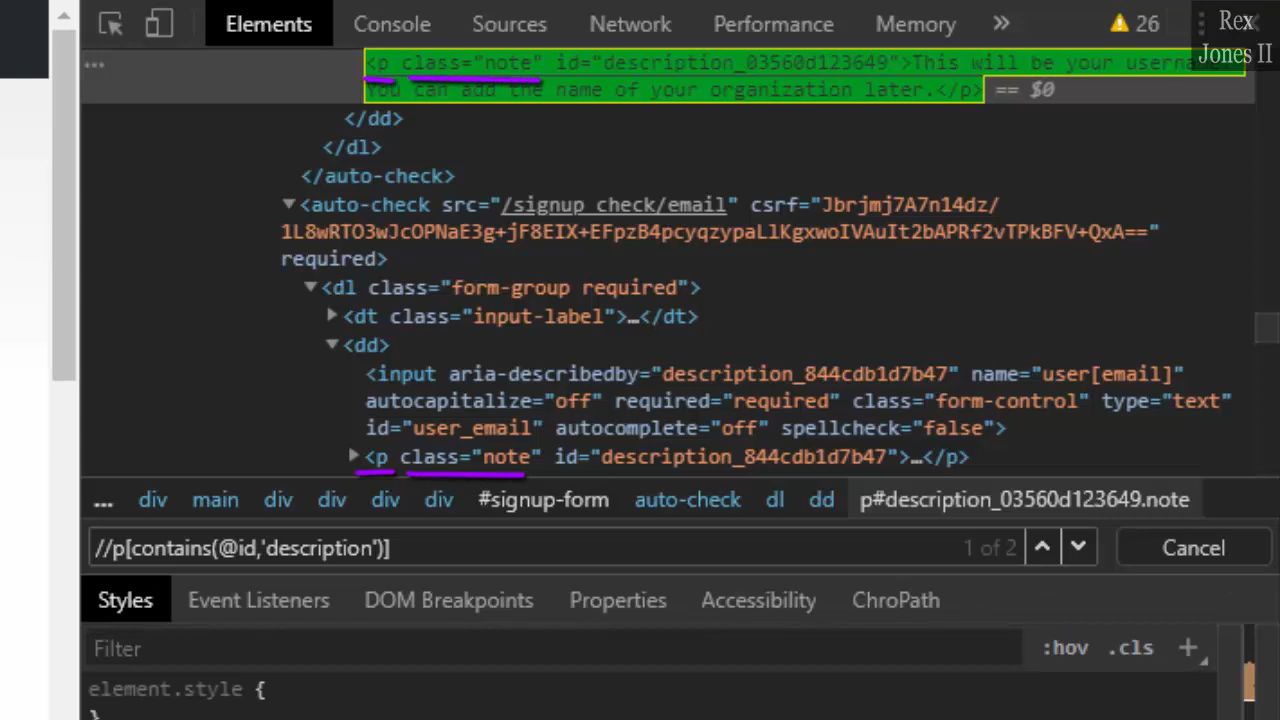 Elements Console Sources Network Performance Memory » 26 Rex
Jones II
<p class="note" id="description_03560d123649">This will be your
You can add the name of your organization later.</p> == $0
</dd>
</dl>
</auto-check>
<auto-check src="/signup_check/email" csrf="Jbrjmj7A7n14dz/
1L8wRTO3wJcOPNaE3g+jF8EIX+EFpzB4pcyqzypaLlKgxwoIVAuIt2bAPRf2vTPkBFV+QxA=="
required>
<dl class="form-group required">
<dt class="input-label">…</dt>
<dd>
<input aria-describedby="description_844cdb1d7b47" name="user[email]"
autocapitalize="off" required="required" class="form-control" type="text"
id="user_email" autocomplete="off" spellcheck="false">
<p class="note" id="description_844cdb1d7b47">…</p>
... div main div div div div #signup-form auto-check dl dd p#description_03560d123649.note
//p[contains(@id,'description')] 1 of 2 Cancel
Styles Event Listeners DOM Breakpoints Properties Accessibility ChroPath
Filter :hov .cls +
element.style {
}